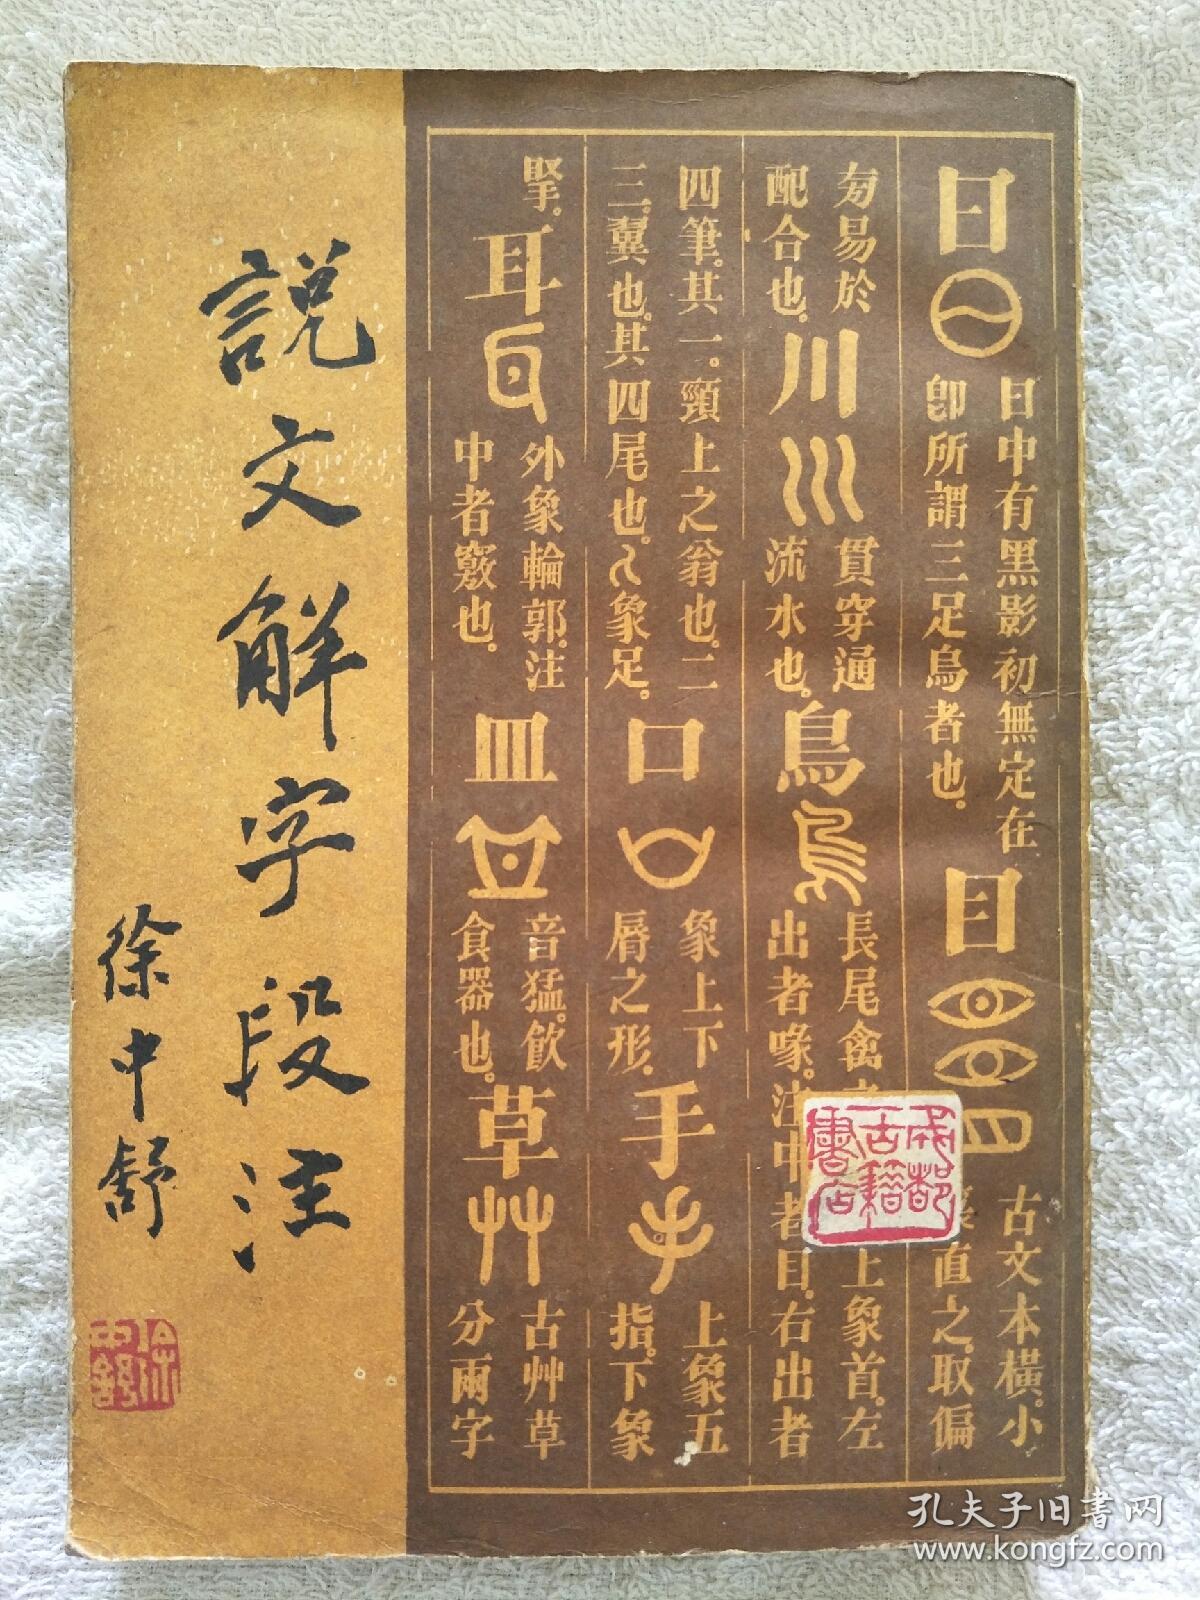 說文解字段注
徐中舒
徐中舒
日
日中有黑影初無定在
卽所謂三足烏者也。
目
古文本橫。小
直之。取偏
旁易於
配合也。
川
貫穿通
流水也。
鳥
長尾禽
上象首。左
出者喙。注中者目。右出者
四筆。其一。頸上之翁也。二
三。翼也。其四尾也。乀象足。
口
象上下
脣之形。
手
上象五
指。下象
掔。
耳
外象輪郭。注
中者竅也。
皿
音猛。飲
食器也。
草
古艸草
分兩字
成都
古籍
書店
孔夫子旧書网
www.kongfz.com